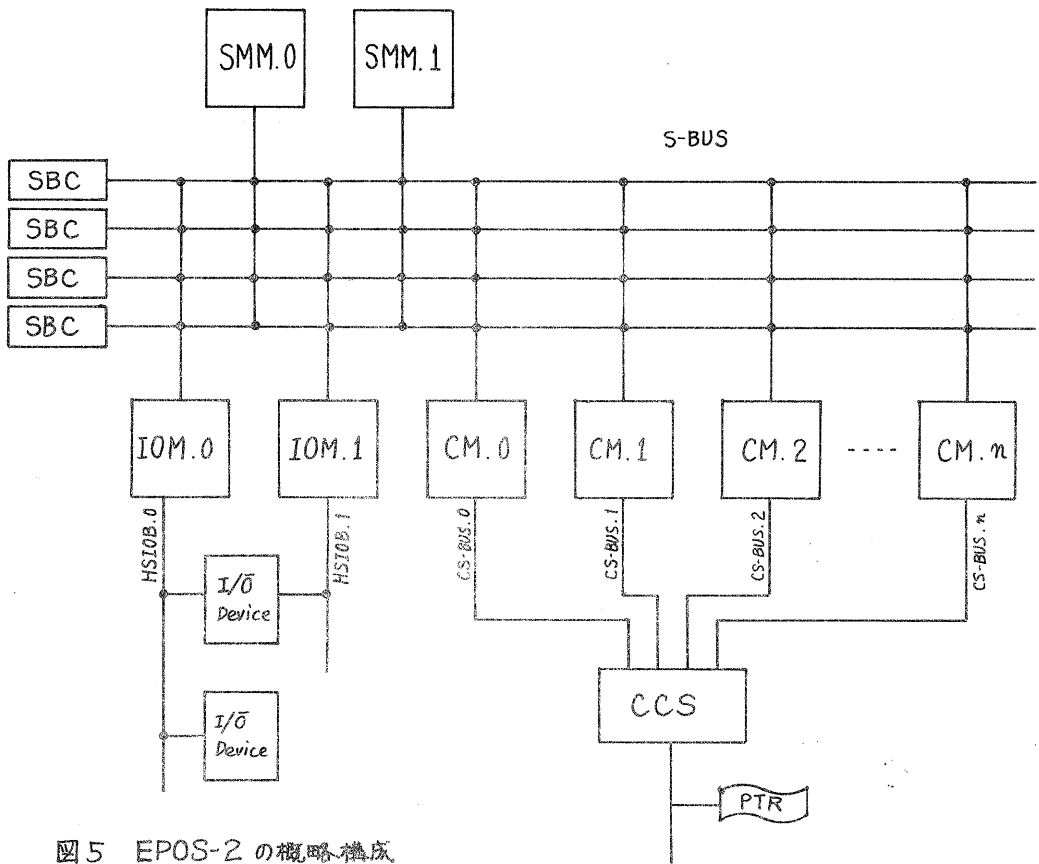 SMM.0
SMM.1
S-BUS
SBC
SBC
SBC
SBC
IOM.0
IOM.1
CM.0
CM.1
CM.2
CM.n
HSIOB.0
HSIOB.1
CS-BUS.0
CS-BUS.1
CS-BUS.2
CS-BUS.n
I/Ō
Device
I/Ō
Device
CCS
PTR
図5 EPOS-2 の概略構成